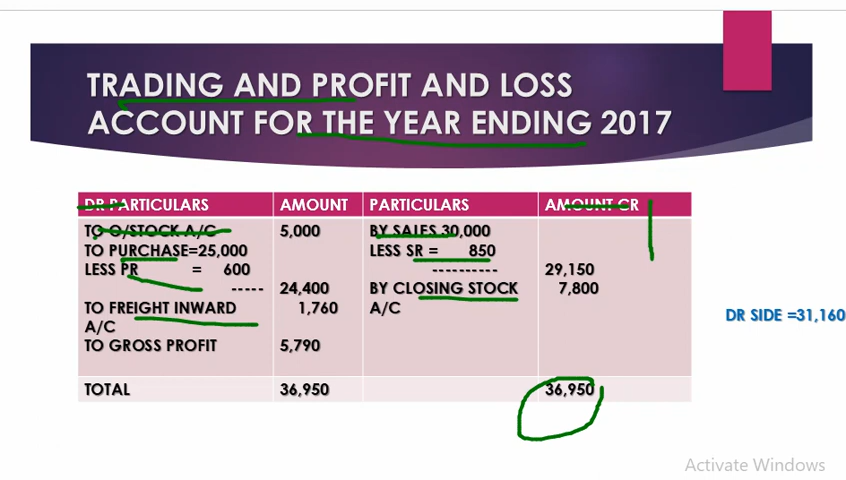 TRADING AND PROFIT AND LOSS
ACCOUNT FOR THE YEAR ENDING 2017
DR PARTICULARS AMOUNT PARTICULARS AMOUNT CR
TO O/STOCK A/C 5,000 BY SALES 30,000
TO PURCHASE=25,000 LESS SR = 850
LESS PR = 600 ---------- 29,150
----- 24,400 BY CLOSING STOCK 7,800
TO FREIGHT INWARD 1,760 A/C
A/C
TO GROSS PROFIT 5,790
TOTAL 36,950 36,950
DR SIDE =31,160
Activate Windows